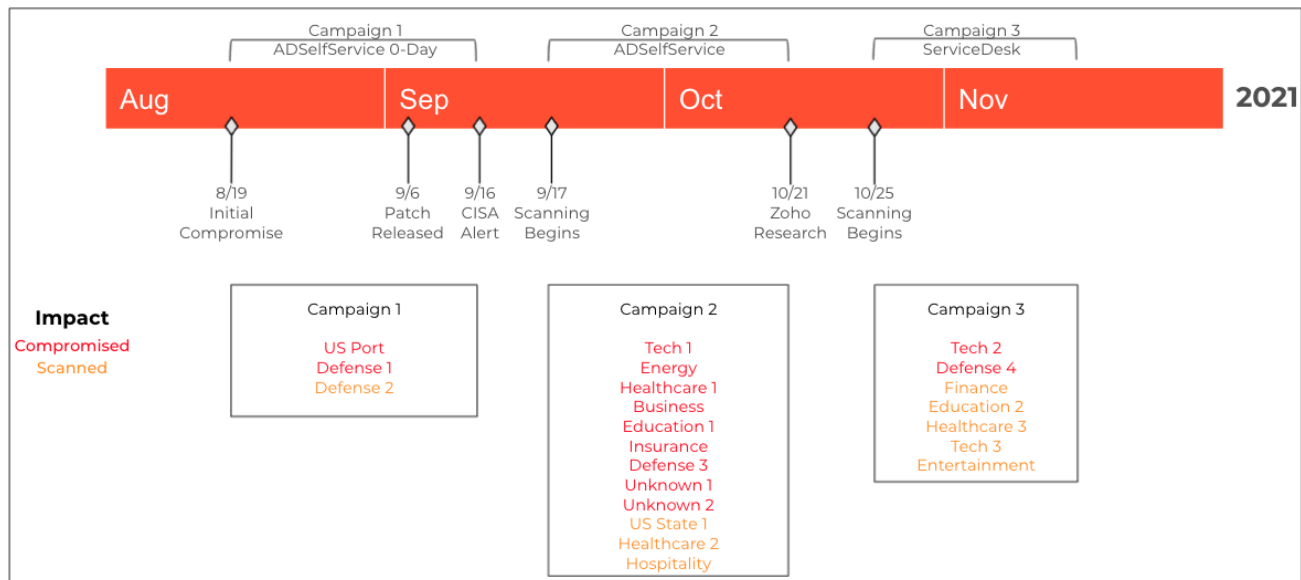 Campaign 1
ADSelfService 0-Day
Campaign 2
ADSelfService
Campaign 3
ServiceDesk
Aug
Sep
Oct
Nov
2021
8/19
Initial
Compromise
9/6
Patch
Released
9/16
CISA
Alert
9/17
Scanning
Begins
10/21
Zoho
Research
10/25
Scanning
Begins
Impact
Compromised
Scanned
Campaign 1
US Port
Defense 1
Defense 2
Campaign 2
Tech 1
Energy
Healthcare 1
Business
Education 1
Insurance
Defense 3
Unknown 1
Unknown 2
US State 1
Healthcare 2
Hospitality
Campaign 3
Tech 2
Defense 4
Finance
Education 2
Healthcare 3
Tech 3
Entertainment